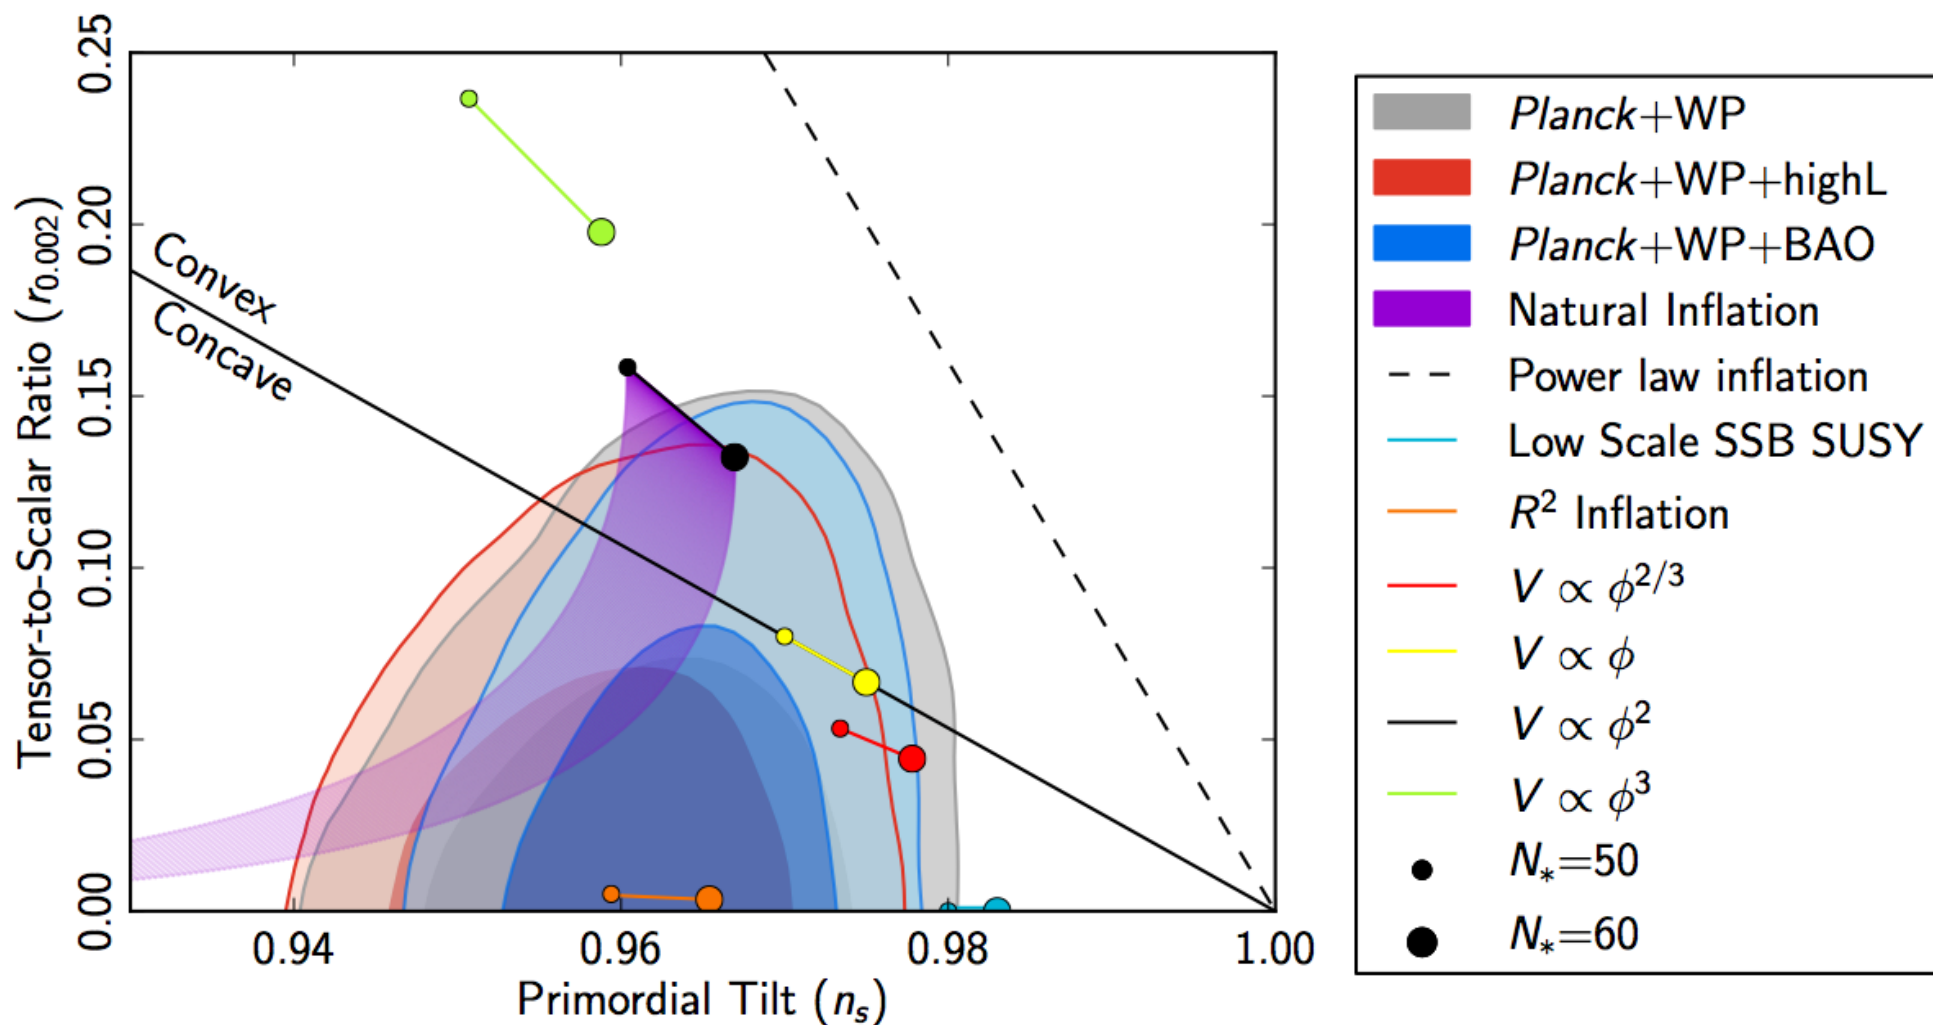 0.25
0.20
0.15
0.10
0.05
0.00
Tensor-to-Scalar Ratio (r₀.₀₀₂)
Convex
Concave
0.94 0.96 0.98 1.00
Primordial Tilt (nₛ)
Planck+WP
Planck+WP+highL
Planck+WP+BAO
Natural Inflation
Power law inflation
Low Scale SSB SUSY
R² Inflation
V ∝ ϕ^{2/3}
V ∝ ϕ
V ∝ ϕ²
V ∝ ϕ³
N∗=50
N∗=60